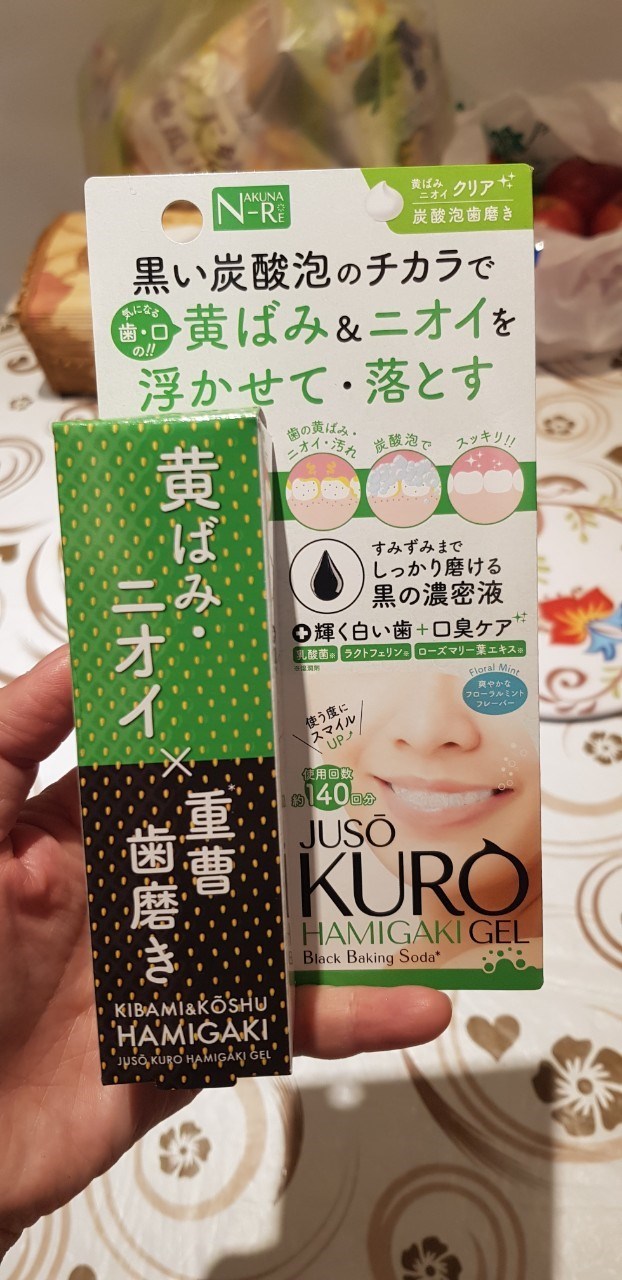 NAKUNA
N-RE
黄ばみ
ニオイ クリア
炭酸泡歯磨き
黒い炭酸泡のチカラで
気になる
歯・口
の!!
黄ばみ&ニオイを
浮かせて・落とす
歯の黄ばみ・
ニオイ・汚れ
炭酸泡で
スッキリ!!
すみずみまで
しっかり磨ける
黒の濃密液
+輝く白い歯+口臭ケア
乳酸菌※ ラクトフェリン※ ローズマリー葉エキス※
※湿潤剤
Floral Mint
爽やかな
フローラルミント
フレーバー
使う度に
スマイル
UP
使用回数
約140回分
JUSŌ
KURO
HAMIGAKI GEL
Black Baking Soda*
黄ばみ・
ニオイ
×
重曹*
歯磨き
KIBAMI&KŌSHU
HAMIGAKI
JUSŌ KURO HAMIGAKI GEL